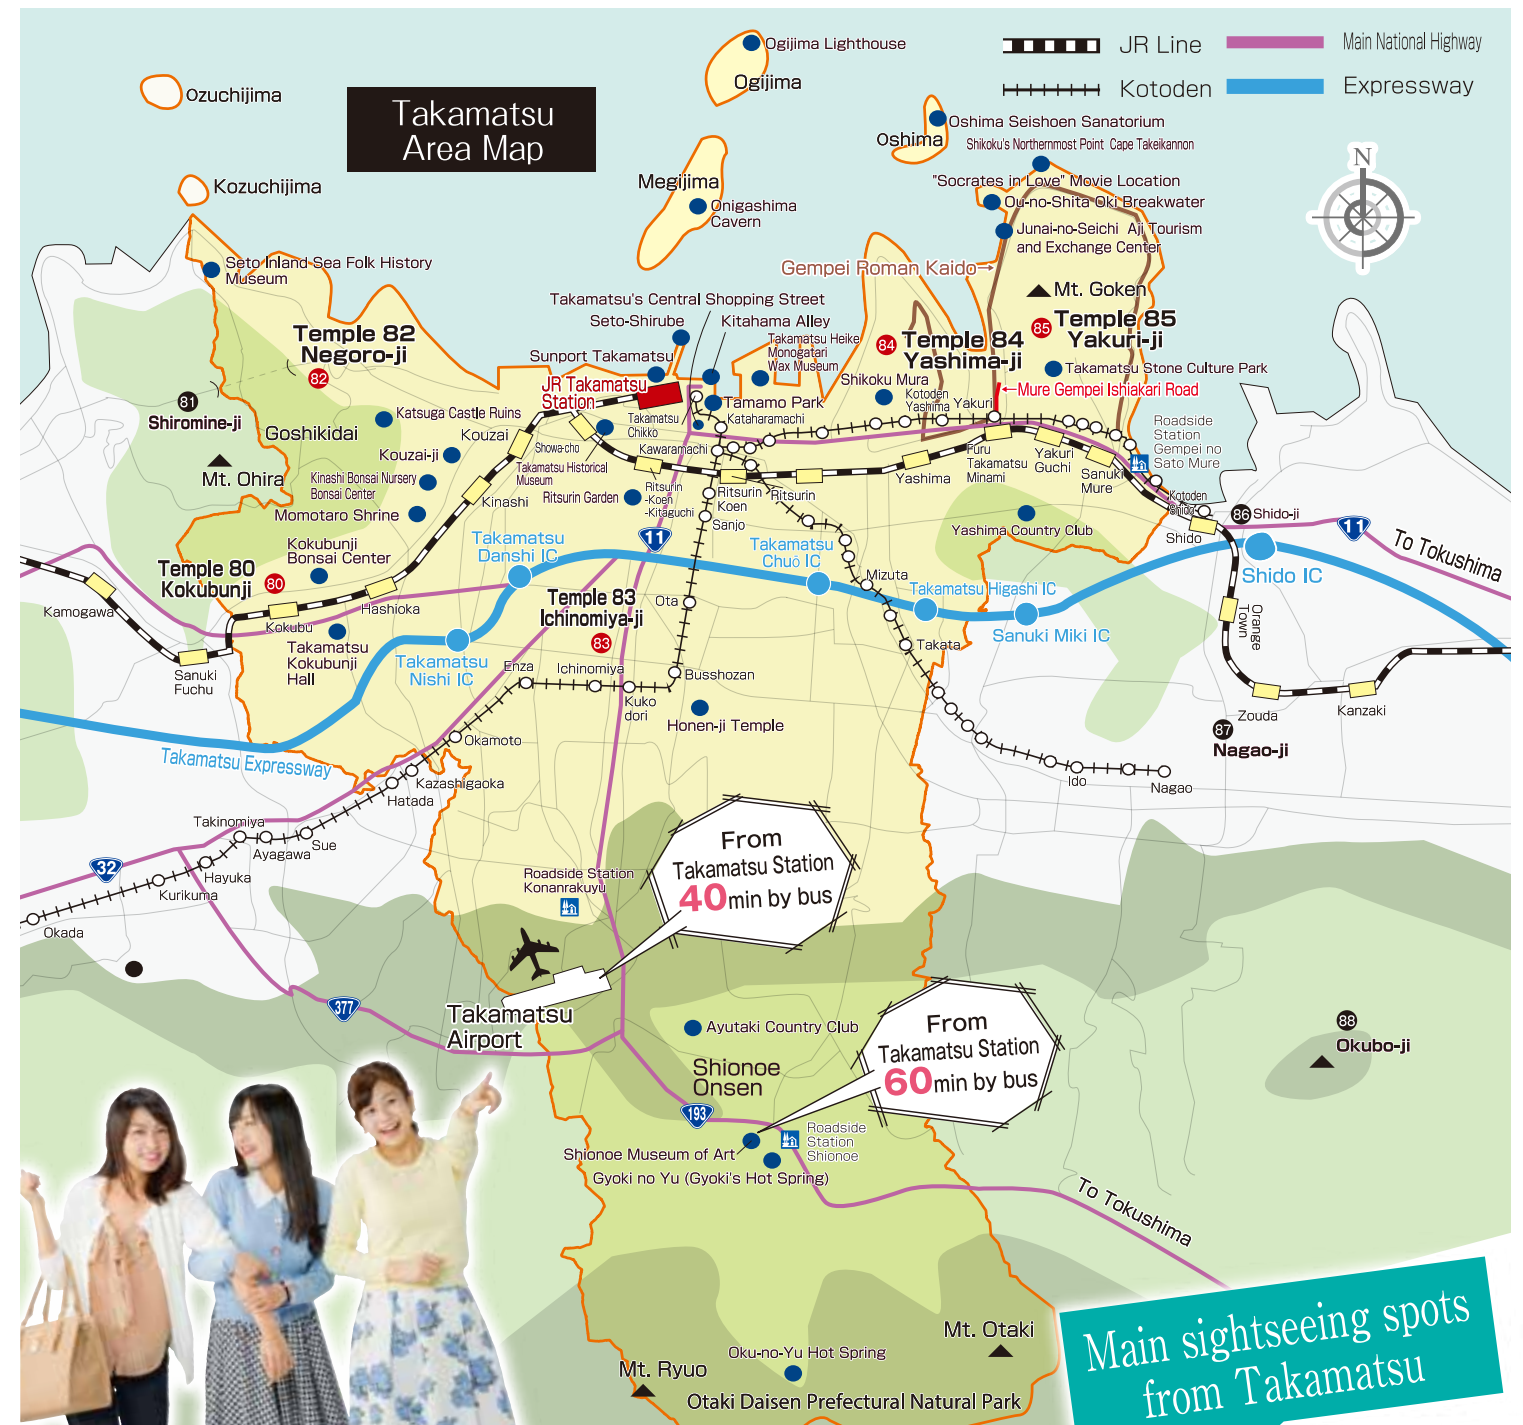 Takamatsu
Area Map
JR Line
Main National Highway
Kotoden
Expressway
N
Ogijima Lighthouse
Ogijima
Ozuchijima
Kozuchijima
Oshima Seishoen Sanatorium
Oshima
Shikoku's Northernmost Point Cape Takeikannon
Megijima
Onigashima
Cavern
"Socrates in Love" Movie Location
Ou-no-Shita Oki Breakwater
Junai-no-Seichi Aji Tourism
and Exchange Center
Gempei Roman Kaido→
Mt. Goken
Seto Inland Sea Folk History
Museum
Takamatsu's Central Shopping Street
Seto-Shirube
Kitahama Alley
Sunport Takamatsu
Takamatsu Heike
Monogatari
Wax Museum
Temple 82
Negoro-ji
82
84
Temple 84
Yashima-ji
85
Temple 85
Yakuri-ji
Takamatsu Stone Culture Park
Mure Gempei Ishiakari Road
Shikoku Mura
Kotoden
Yashima
Yakuri
JR Takamatsu
Station
Tamamo Park
Takamatsu
Chikko
Kataharamachi
Kawaramachi
81
Shiromine-ji
Goshikidai
Mt. Ohira
Katsuga Castle Ruins
Kouzai
Kouzai-ji
Kinashi Bonsai Nursery
Bonsai Center
Kinashi
Momotaro Shrine
Showa-cho
Takamatsu Historical
Museum
Ritsurin Garden
Ritsurin
-Koen
-Kitaguchi
Ritsurin
Koen
Ritsurin
Sanjo
Yashima
Furu
Takamatsu
Minami
Yakuri
Guchi
Sanuki
Mure
Roadside
Station
Gempei no
Sato Mure
Kotoden
Shido
Shido
86
Shido-ji
11
To Tokushima
Yashima Country Club
Kokubunji
Bonsai Center
Temple 80
Kokubunji
80
Kamogawa
Kokubu
Hashioka
Takamatsu
Kokubunji
Hall
Sanuki
Fuchu
Takamatsu
Danshi IC
11
Takamatsu
Chuo IC
Takamatsu Higashi IC
Sanuki Miki IC
Shido IC
Takamatsu
Nishi IC
Temple 83
Ichinomiya-ji
83
Ota
Mizuta
Takata
Orange
Town
Enza
Ichinomiya
Kuko
dori
Busshozan
Honen-ji Temple
Zouda
Kanzaki
87
Nagao-ji
Takamatsu Expressway
Okamoto
Kazashigaoka
Hatada
Ido
Nagao
Takinomiya
Ayagawa
Sue
32
Hayuka
Kurikuma
Okada
From
Takamatsu Station
40min by bus
Roadside Station
Konanrakuyu
377
Takamatsu
Airport
Ayutaki Country Club
From
Takamatsu Station
60min by bus
88
Okubo-ji
Shionoe
Onsen
193
Roadside
Station
Shionoe
Shionoe Museum of Art
Gyoki no Yu (Gyoki's Hot Spring)
To Tokushima
Mt. Otaki
Mt. Ryuo
Oku-no-Yu Hot Spring
Otaki Daisen Prefectural Natural Park
Main sightseeing spots
from Takamatsu